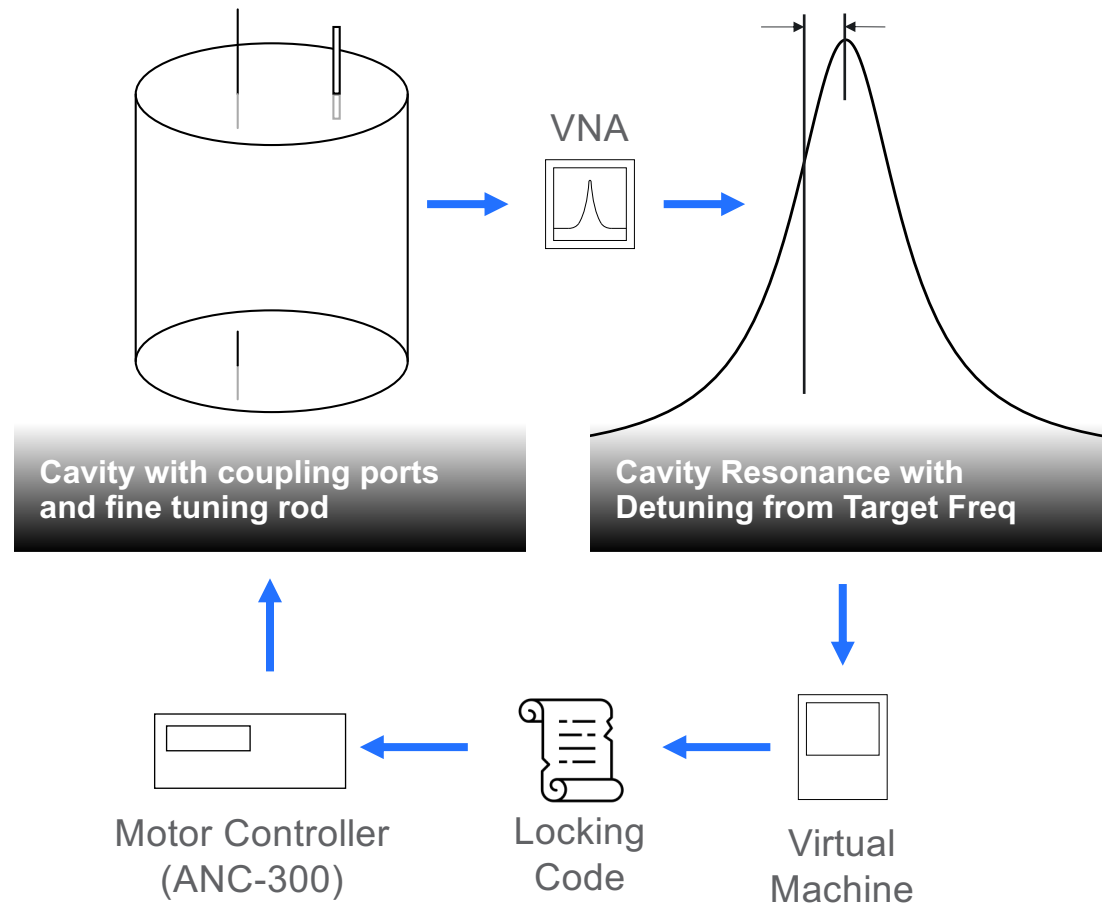 VNA
Cavity with coupling ports
and fine tuning rod
Cavity Resonance with
Detuning from Target Freq
Motor Controller
(ANC-300)
Locking
Code
Virtual
Machine